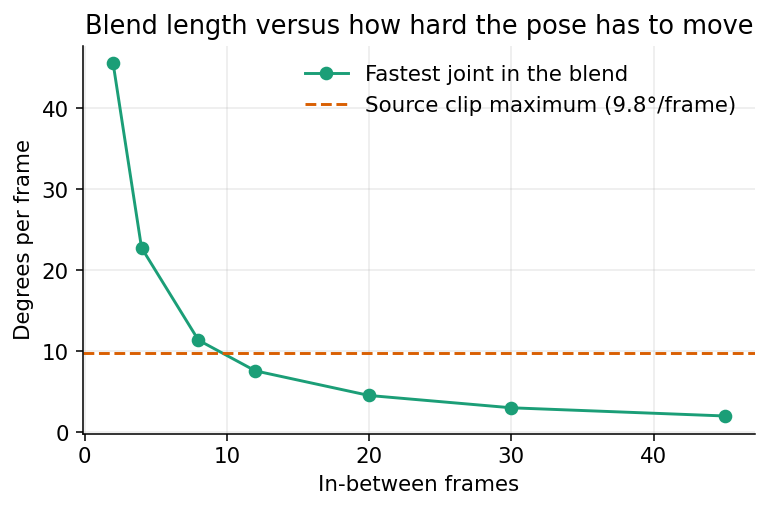 Blend length versus how hard the pose has to move
Fastest joint in the blend
Source clip maximum (9.8°/frame)
Degrees per frame
40
30
20
10
0
0 10 20 30 40
In-between frames